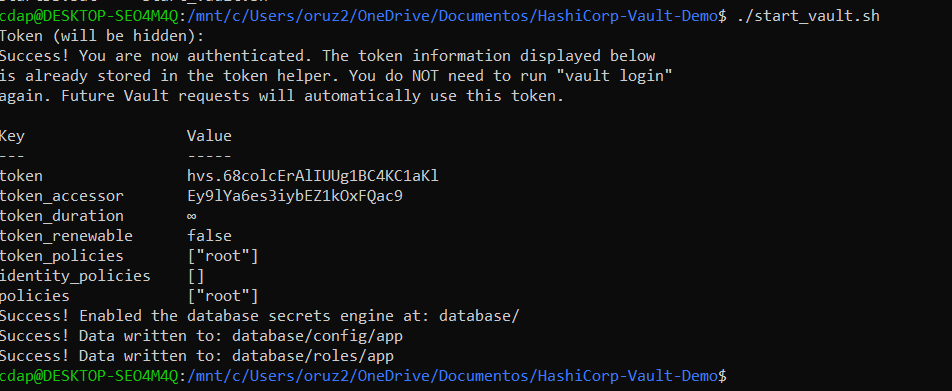 cdap@DESKTOP-SEO4M4Q:/mnt/c/Users/oruz2/OneDrive/Documentos/HashiCorp-Vault-Demo$ ./start_vault.sh
Token (will be hidden):
Success! You are now authenticated. The token information displayed below
is already stored in the token helper. You do NOT need to run "vault login"
again. Future Vault requests will automatically use this token.
Key Value
--- -----
token hvs.68colcErAlIUUg1BC4KC1aKl
token_accessor Ey9lYa6es3iybEZ1kOxFQac9
token_duration ∞
token_renewable false
token_policies ["root"]
identity_policies []
policies ["root"]
Success! Enabled the database secrets engine at: database/
Success! Data written to: database/config/app
Success! Data written to: database/roles/app
cdap@DESKTOP-SEO4M4Q:/mnt/c/Users/oruz2/OneDrive/Documentos/HashiCorp-Vault-Demo$